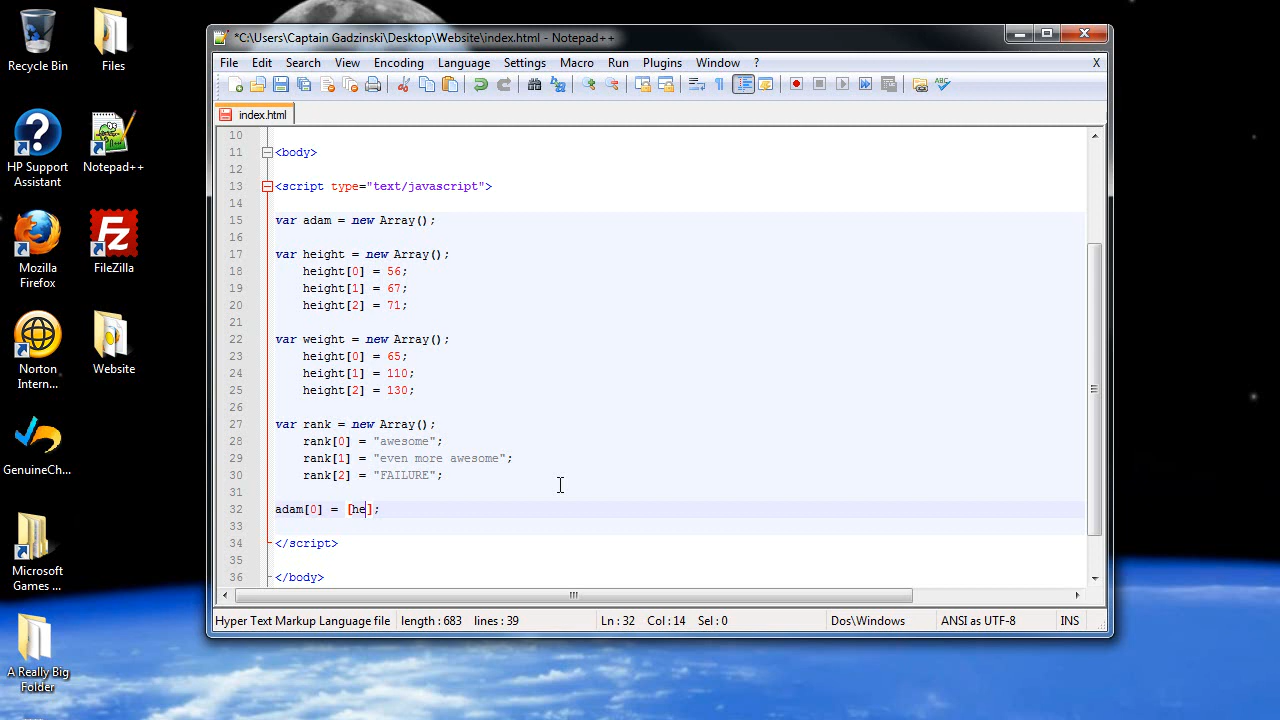 Recycle Bin
Files
HP Support
Assistant
Notepad++
Mozilla
Firefox
FileZilla
Norton
Intern...
Website
GenuineCh...
Microsoft
Games ...
A Really Big
Folder
*C:\Users\Captain Gadzinski\Desktop\Website\index.html - Notepad++
File Edit Search View Encoding Language Settings Macro Run Plugins Window ? X
index.html
10
11 <body>
12
13 <script type="text/javascript">
14
15 var adam = new Array();
16
17 var height = new Array();
18 height[0] = 56;
19 height[1] = 67;
20 height[2] = 71;
21
22 var weight = new Array();
23 height[0] = 65;
24 height[1] = 110;
25 height[2] = 130;
26
27 var rank = new Array();
28 rank[0] = "awesome";
29 rank[1] = "even more awesome";
30 rank[2] = "FAILURE";
31
32 adam[0] = [he];
33
34 </script>
35
36 </body>
Hyper Text Markup Language file length : 683 lines : 39 Ln : 32 Col : 14 Sel : 0 Dos\Windows ANSI as UTF-8 INS